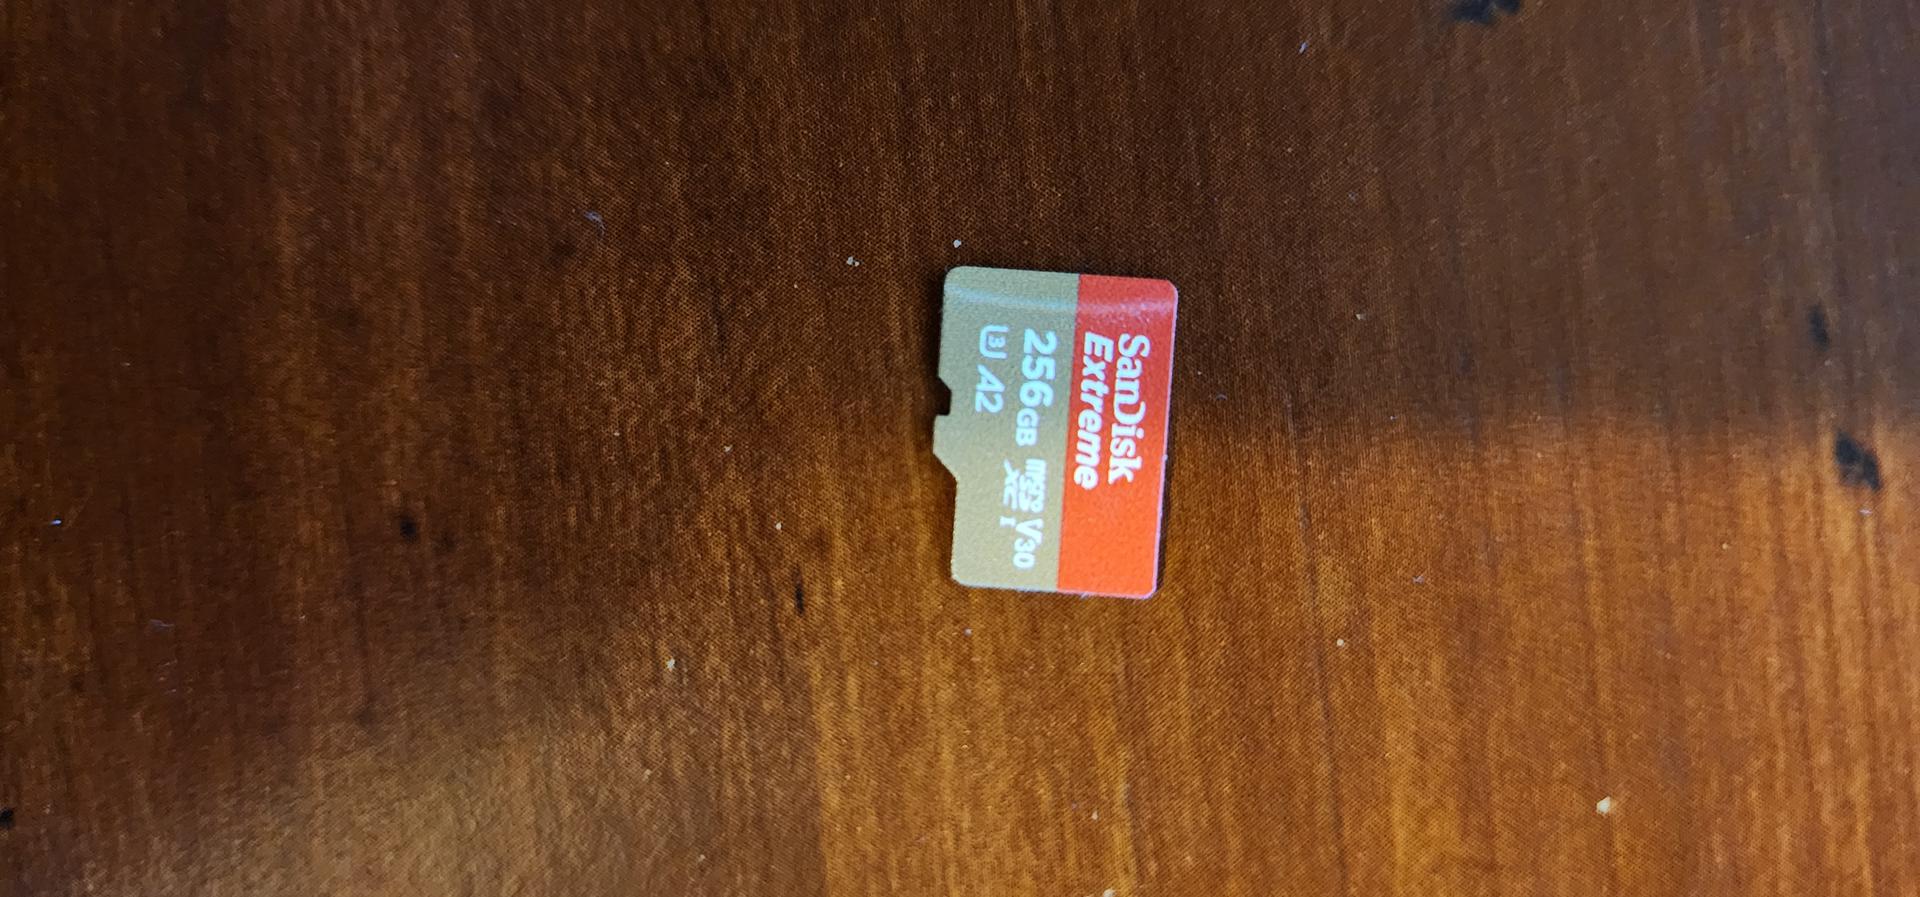 SanDisk
Extreme
256GB microSD XC I V30
U3 A2